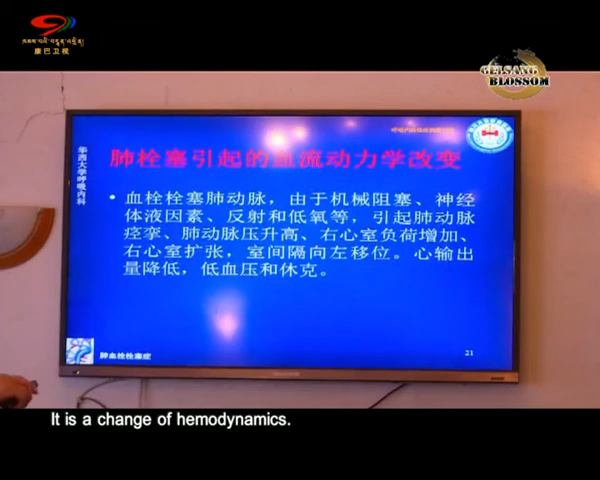 康巴卫视
GELSANG
BLOSSOM
肺栓塞引起的血流动力学改变
华西大学呼吸内科
• 血栓栓塞肺动脉，由于机械阻塞、神经
体液因素、反射和低氧等，引起肺动脉
痉挛、肺动脉压升高、右心室负荷增加、
右心室扩张，室间隔向左移位。心输出
量降低，低血压和休克。
肺血栓栓塞症
21
It is a change of hemodynamics.